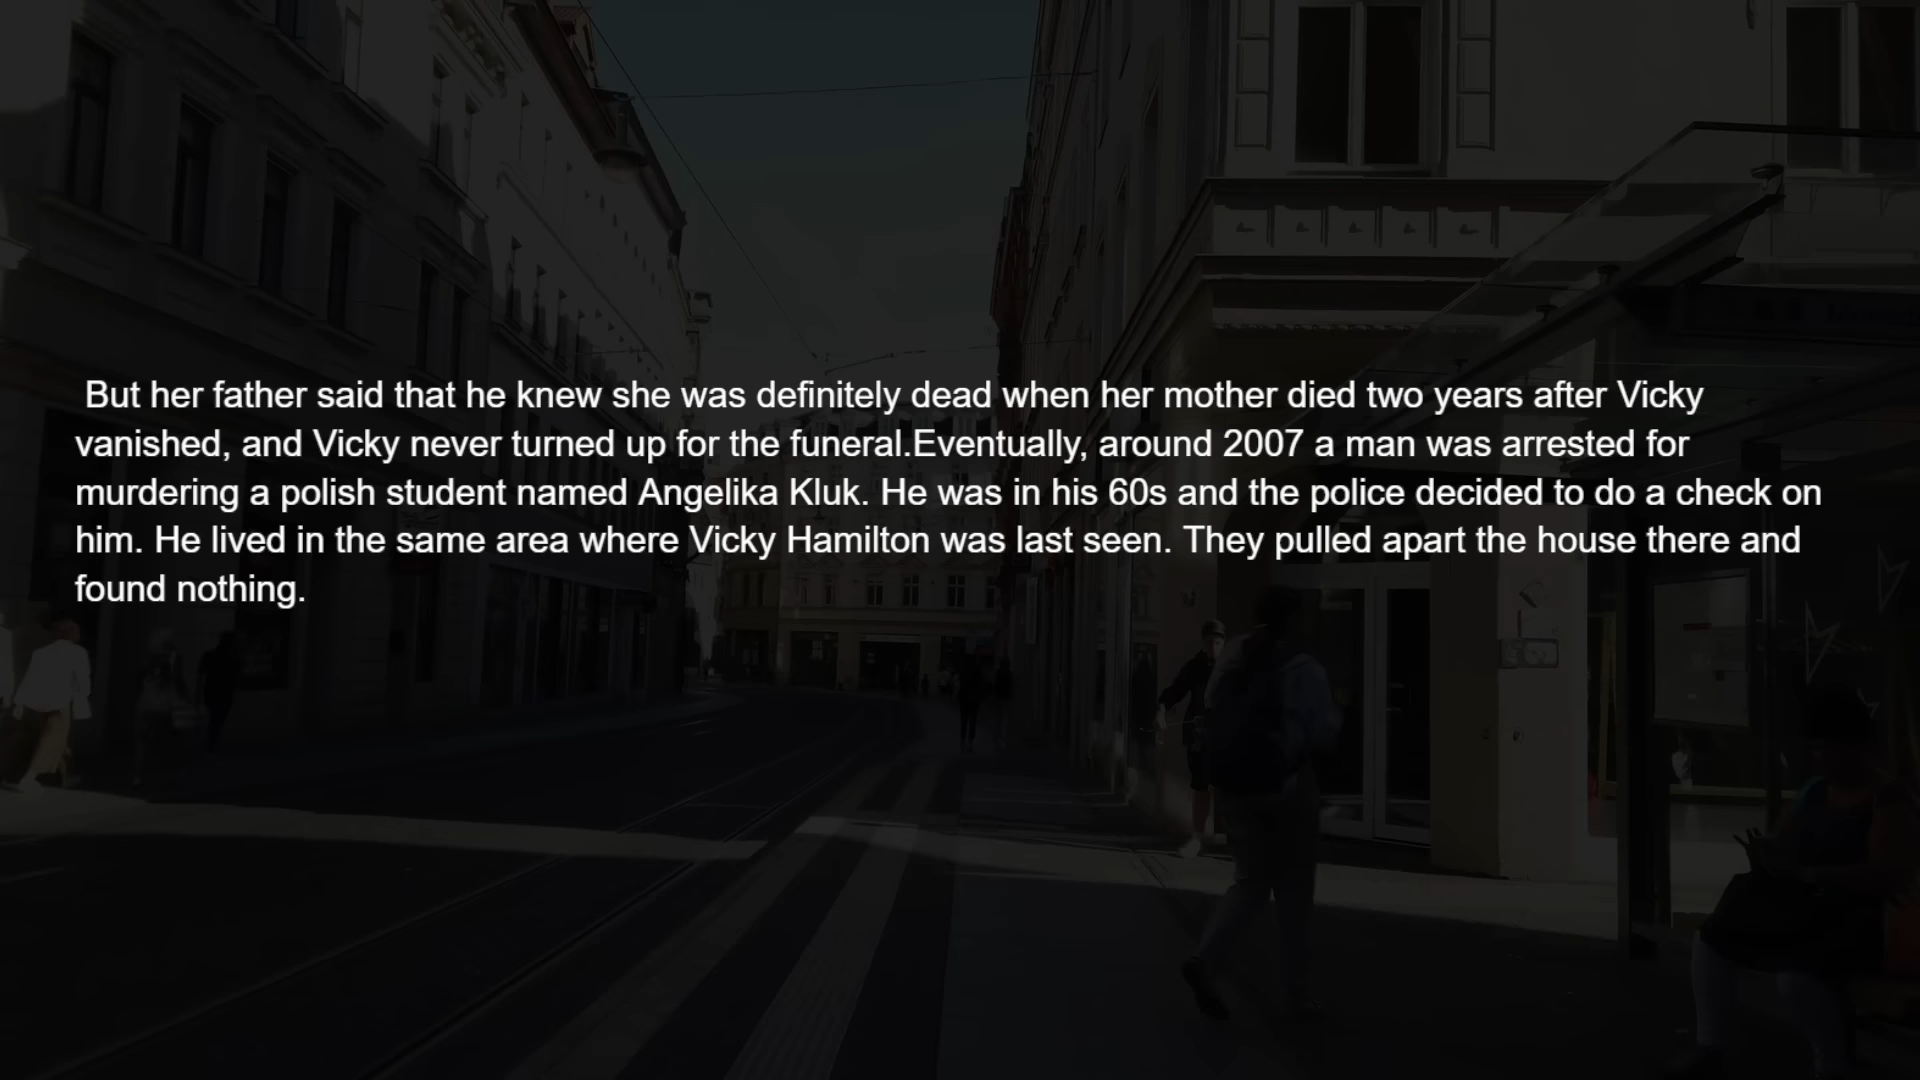 But her father said that he knew she was definitely dead when her mother died two years after Vicky
vanished, and Vicky never turned up for the funeral.Eventually, around 2007 a man was arrested for
murdering a polish student named Angelika Kluk. He was in his 60s and the police decided to do a check on
him. He lived in the same area where Vicky Hamilton was last seen. They pulled apart the house there and
found nothing.